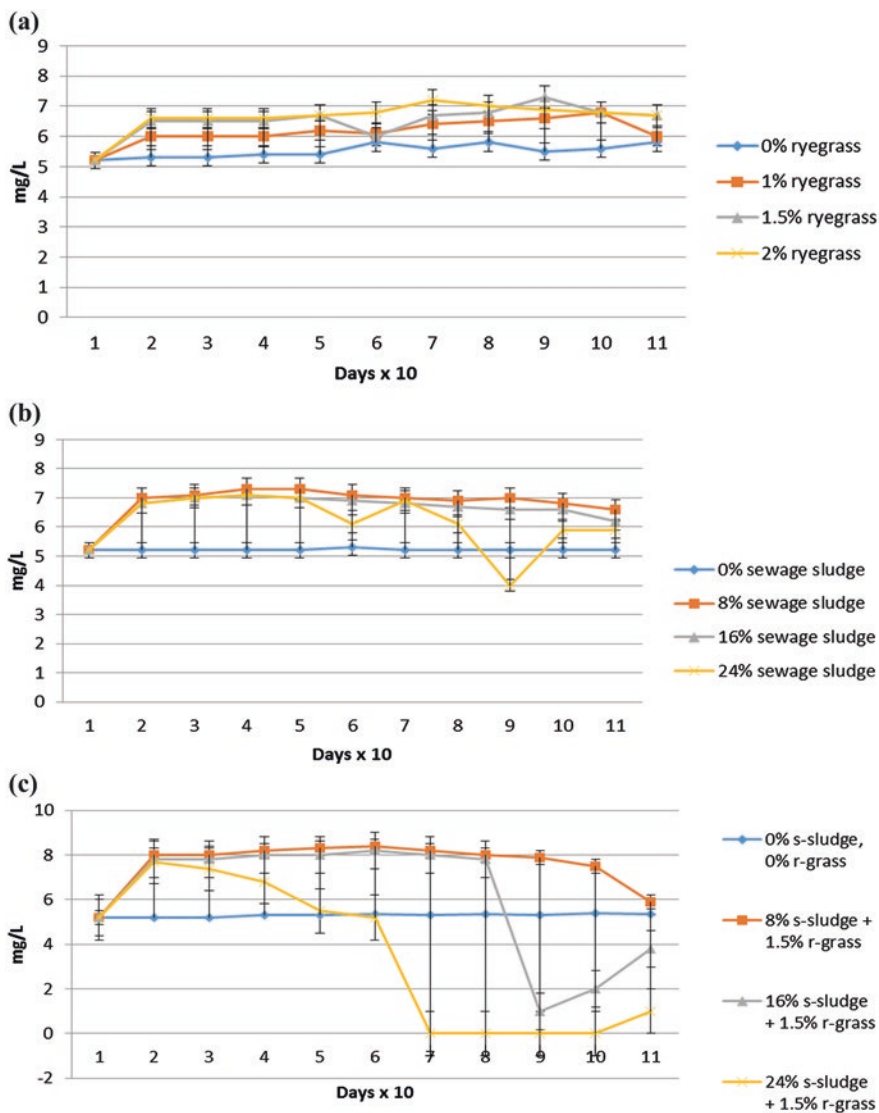 (a)
9
8
7
6
5
4
3
2
1
0
mg/L
1 2 3 4 5 6 7 8 9 10 11
Days x 10
0% ryegrass
1% ryegrass
1.5% ryegrass
2% ryegrass
(b)
9
8
7
6
5
4
3
2
1
0
mg/L
1 2 3 4 5 6 7 8 9 10 11
Days x 10
0% sewage sludge
8% sewage sludge
16% sewage sludge
24% sewage sludge
(c)
10
8
6
4
2
0
-2
mg/L
1 2 3 4 5 6 7 8 9 10 11
Days x 10
0% s-sludge,
0% r-grass
8% s-sludge +
1.5% r-grass
16% s-sludge
+ 1.5% r-grass
24% s-sludge
+ 1.5% r-grass